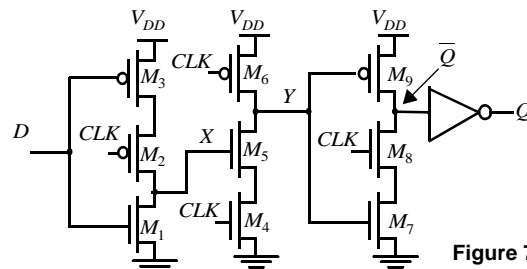 V_DD V_DD V_DD
CLK M_6 M_9 Q̅
M_3
D CLK M_2 X Y Q
M_5 CLK M_8
M_1 CLK M_4 M_7
Figure 7